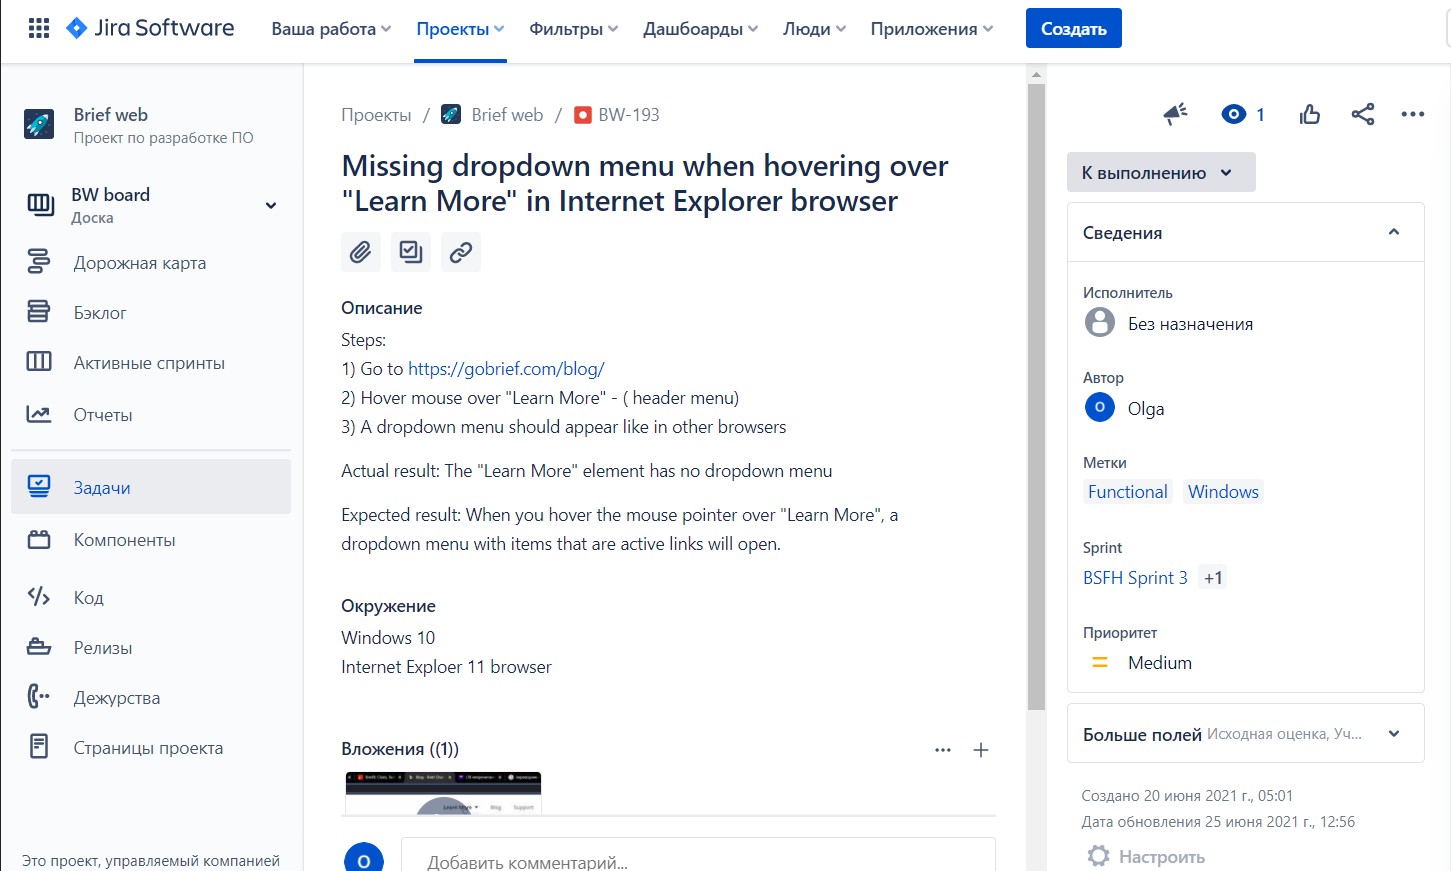 Jira Software
Ваша работа
Проекты
Фильтры
Дашбоарды
Люди
Приложения
Создать
Brief web
Проект по разработке ПО
BW board
Доска
Дорожная карта
Бэклог
Активные спринты
Отчеты
Задачи
Компоненты
Код
Релизы
Дежурства
Страницы проекта
Это проект, управляемый компанией
Проекты / Brief web / BW-193
Missing dropdown menu when hovering over
"Learn More" in Internet Explorer browser
Описание
Steps:
1) Go to https://gobrief.com/blog/
2) Hover mouse over "Learn More" - ( header menu)
3) A dropdown menu should appear like in other browsers
Actual result: The "Learn More" element has no dropdown menu
Expected result: When you hover the mouse pointer over "Learn More", a
dropdown menu with items that are active links will open.
Окружение
Windows 10
Internet Exploer 11 browser
Вложения ((1))
Learn More
Blog
Support
O
Добавить комментарий...
1
К выполнению
Сведения
Исполнитель
Без назначения
Автор
O
Olga
Метки
Functional
Windows
Sprint
BSFH Sprint 3 +1
Приоритет
Medium
Больше полей Исходная оценка, Уч...
Создано 20 июня 2021 г., 05:01
Дата обновления 25 июня 2021 г., 12:56
Настроить